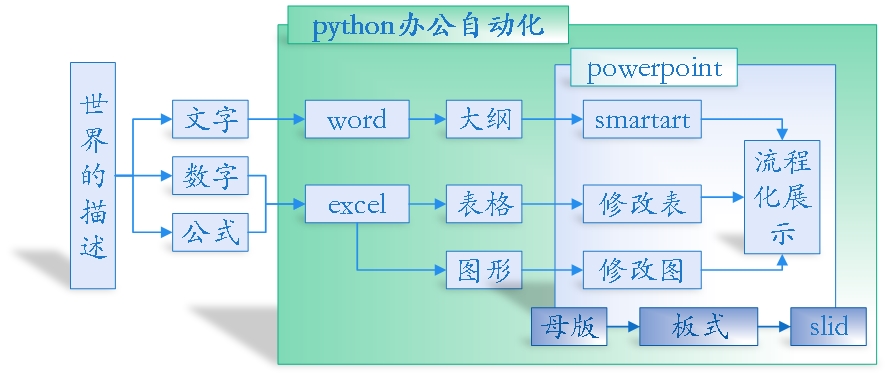 python办公自动化
powerpoint
世
界
的
描
述
文字
word
大纲
smartart
数字
公式
excel
表格
修改表
流程
化展
示
图形
修改图
母版
板式
slid